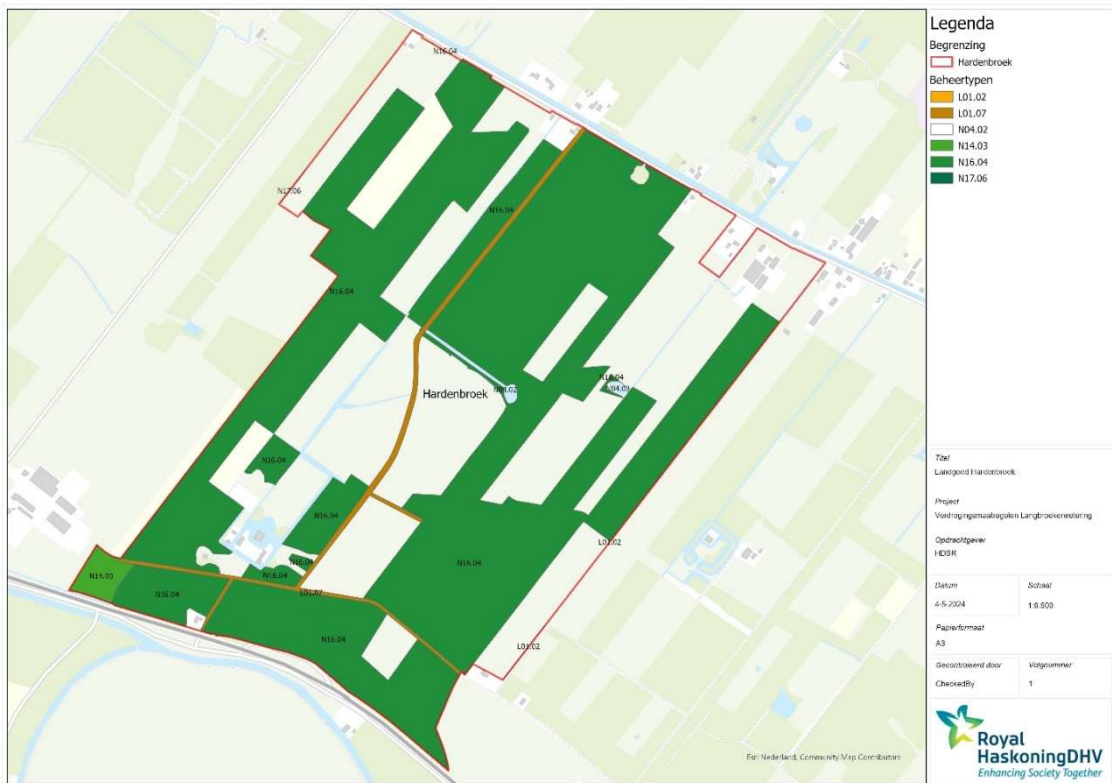 N16.04
N17.06
N16.04
N16.04
Hardenbroek
N04.02
N16.04
N04.02
N16.04
N16.04
N16.04
N16.04
N14.03
N16.04
L01.07
N16.04
N16.04
L01.02
L01.02
Esri Nederland, Community Map Contributors
Legenda
Begrenzing
Hardenbroek
Beheertypen
L01.02
L01.07
N04.02
N14.03
N16.04
N17.06
Titel
Landgoed Hardenbroek
Project
Verdrogingsmaatregelen Langbroekerwetering
Opdrachtgever
HDSR
Datum
Schaal
4-5-2024
1:6.500
Papierformaat
A3
Gecontroleerd door
Volgnummer
CheckedBy
1
Royal
HaskoningDHV
Enhancing Society Together